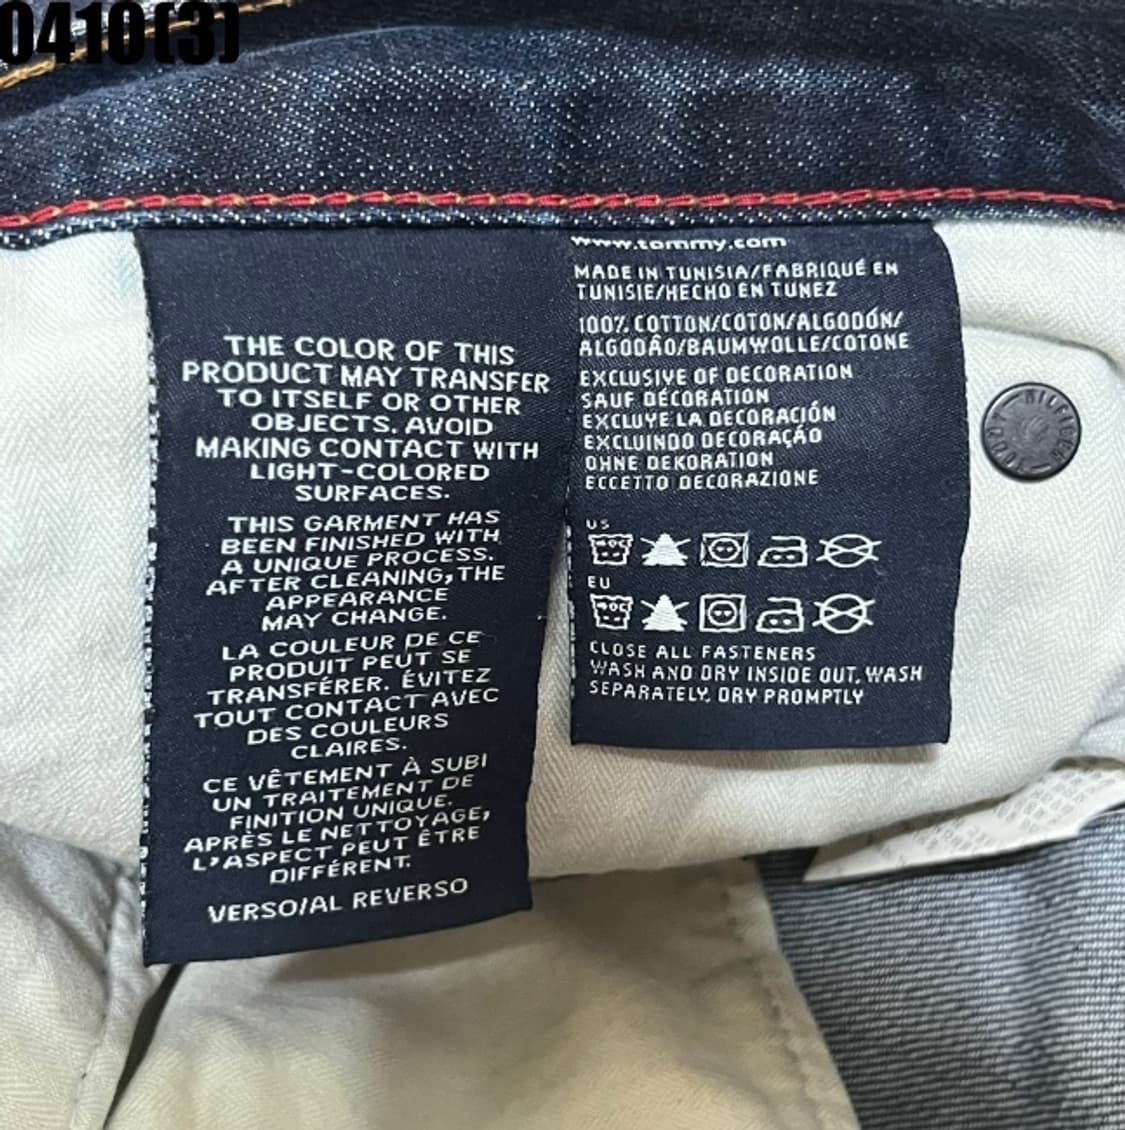 0410(3)
THE COLOR OF THIS
PRODUCT MAY TRANSFER
TO ITSELF OR OTHER
OBJECTS. AVOID
MAKING CONTACT WITH
LIGHT-COLORED
SURFACES.
THIS GARMENT HAS
BEEN FINISHED WITH
A UNIQUE PROCESS.
AFTER CLEANING, THE
APPEARANCE
MAY CHANGE.
LA COULEUR DE CE
PRODUIT PEUT SE
TRANSFÉRER. ÉVITEZ
TOUT CONTACT AVEC
DES COULEURS
CLAIRES.
CE VÊTEMENT À SUBI
UN TRAITEMENT DE
FINITION UNIQUE.
APRÈS LE NETTOYAGE,
L'ASPECT PEUT ÊTRE
DIFFÉRENT.
VERSO/AL REVERSO
www.tommy.com
MADE IN TUNISIA/FABRIQUÉ EN
TUNISIE/HECHO EN TUNEZ
100% COTTON/COTON/ALGODÓN/
ALGODÃO/BAUMWOLLE/COTONE
EXCLUSIVE OF DECORATION
SAUF DÉCORATION
EXCLUYE LA DECORACIÓN
EXCLUINDO DECORAÇÃO
OHNE DEKORATION
ECCETTO DECORAZIONE
US
EU
CLOSE ALL FASTENERS
WASH AND DRY INSIDE OUT, WASH
SEPARATELY, DRY PROMPTLY